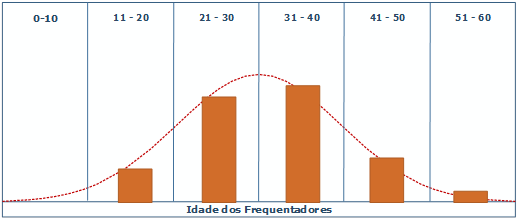 0-10 11 - 20 21 - 30 31 - 40 41 - 50 51 - 60
Idade dos Frequentadores